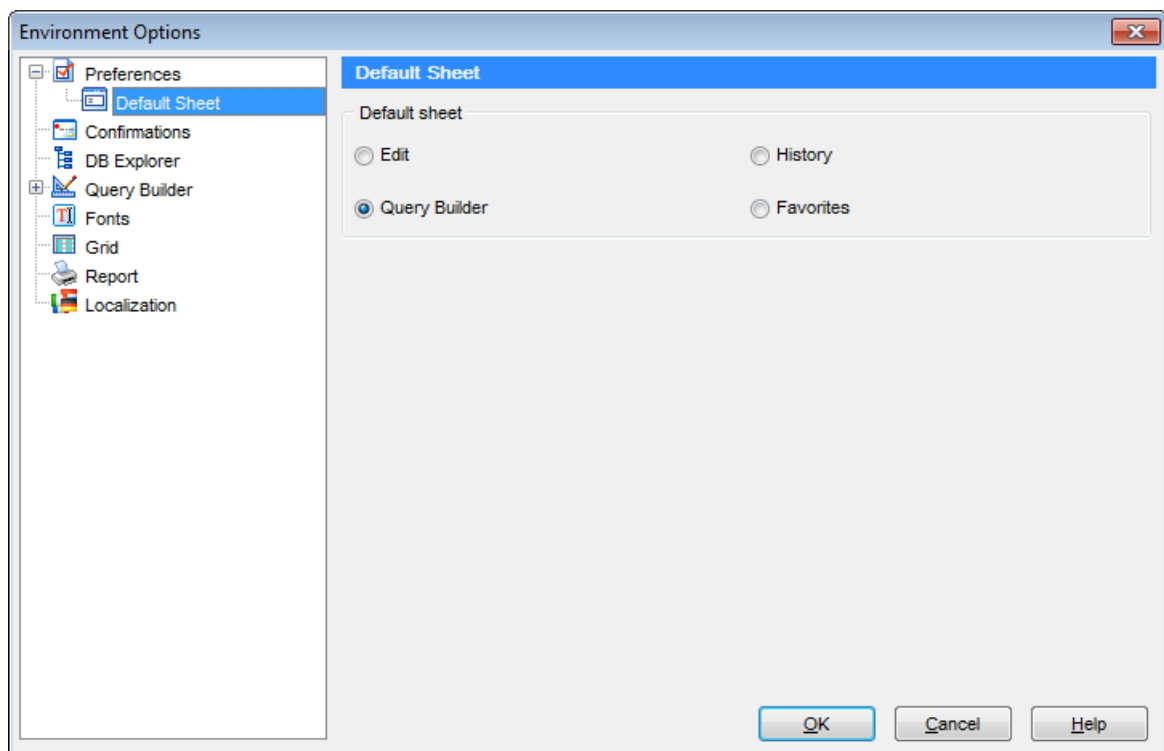 Environment Options
Preferences
Default Sheet
Confirmations
DB Explorer
Query Builder
Fonts
Grid
Report
Localization
Default Sheet
Default sheet
Edit
History
Query Builder
Favorites
OK
Cancel
Help